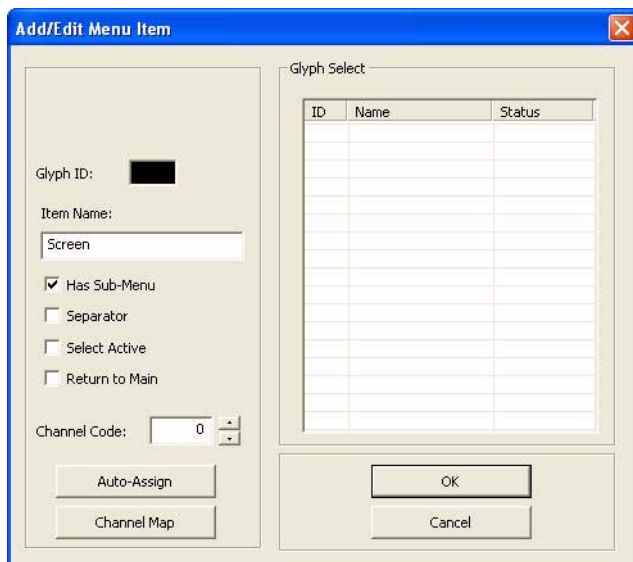 Add/Edit Menu Item
Glyph ID:
Item Name:
Screen
Has Sub-Menu
Separator
Select Active
Return to Main
Channel Code: 0
Auto-Assign
Channel Map
Glyph Select
ID Name Status
OK
Cancel